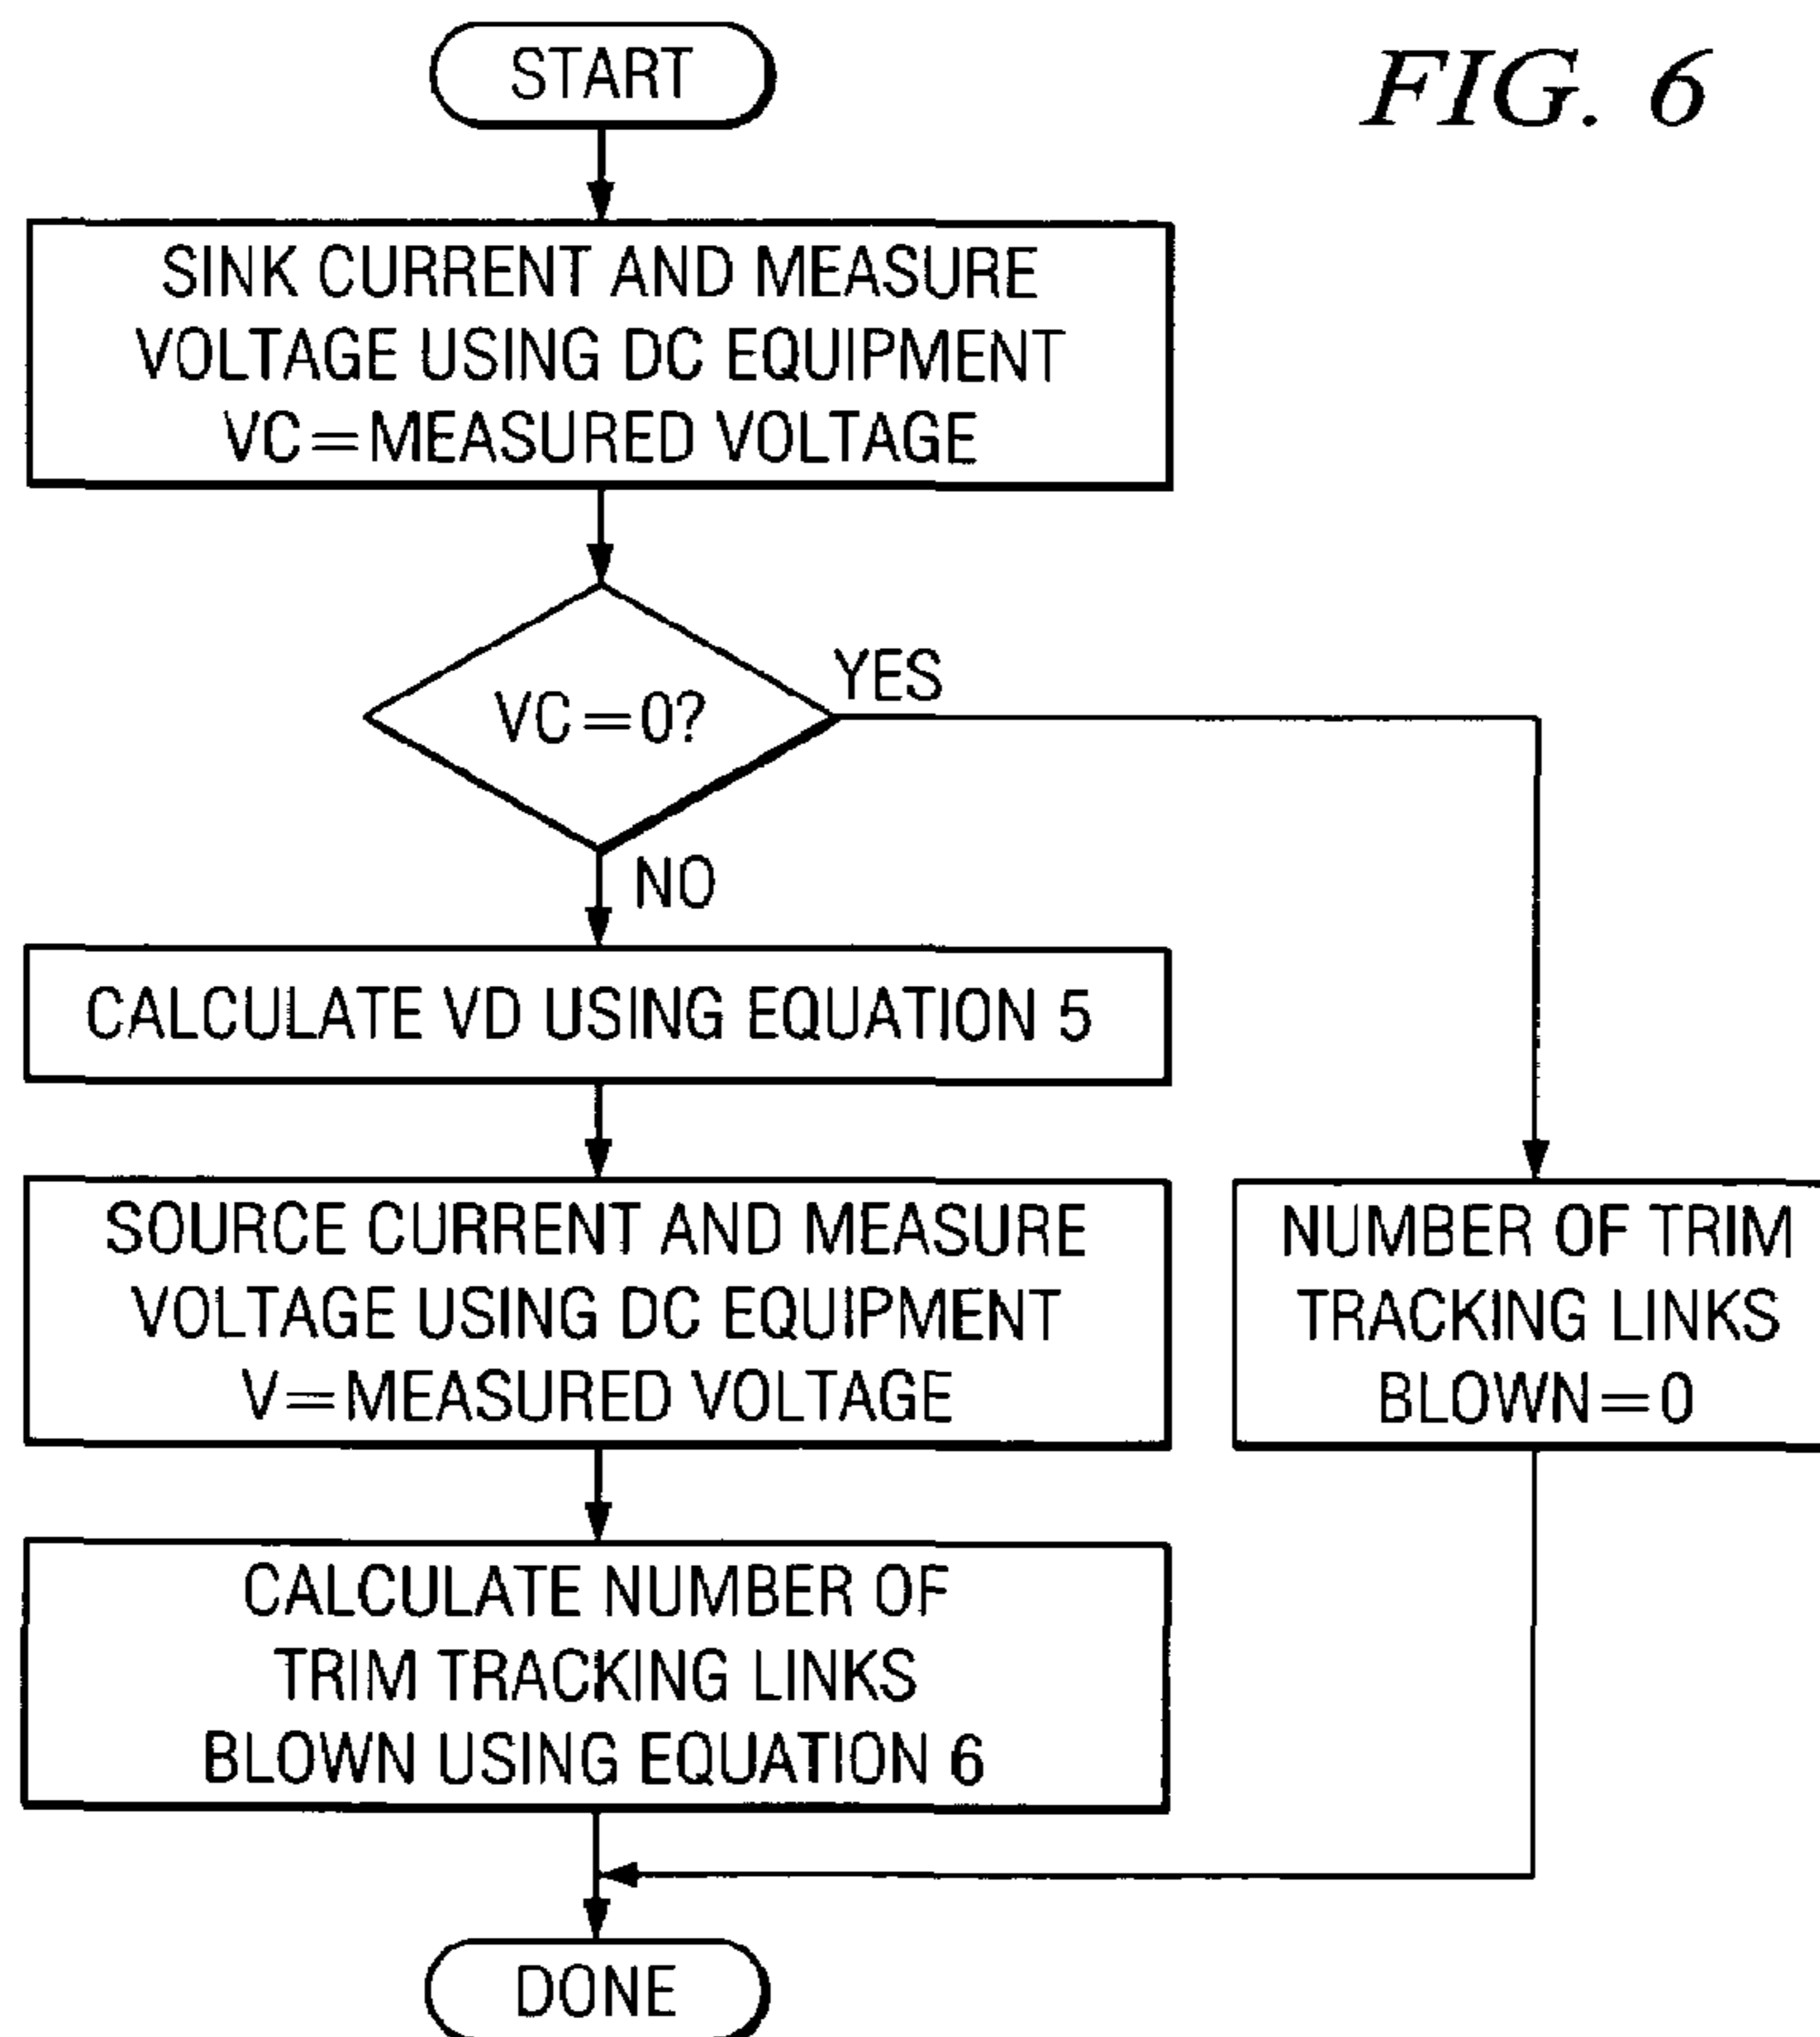 START
FIG. 6
SINK CURRENT AND MEASURE
VOLTAGE USING DC EQUIPMENT
VC=MEASURED VOLTAGE
VC=0?
YES
NO
CALCULATE VD USING EQUATION 5
SOURCE CURRENT AND MEASURE
VOLTAGE USING DC EQUIPMENT
V=MEASURED VOLTAGE
NUMBER OF TRIM
TRACKING LINKS
BLOWN=0
CALCULATE NUMBER OF
TRIM TRACKING LINKS
BLOWN USING EQUATION 6
DONE